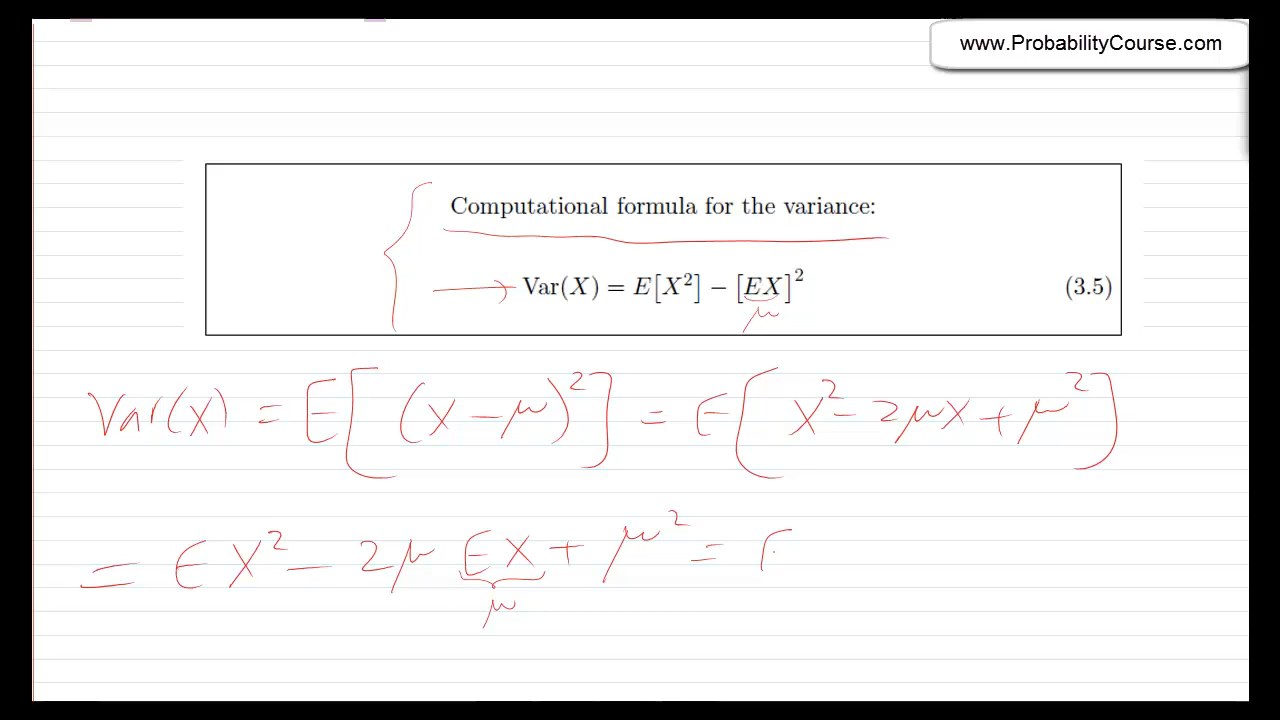 www.ProbabilityCourse.com
Computational formula for the variance:
Var(X) = E[X²] − [EX]² (3.5)
μ
Var(X) = E[(X − μ)²] = E[X² − 2μX + μ²]
= EX² − 2μ EX + μ² =
μ